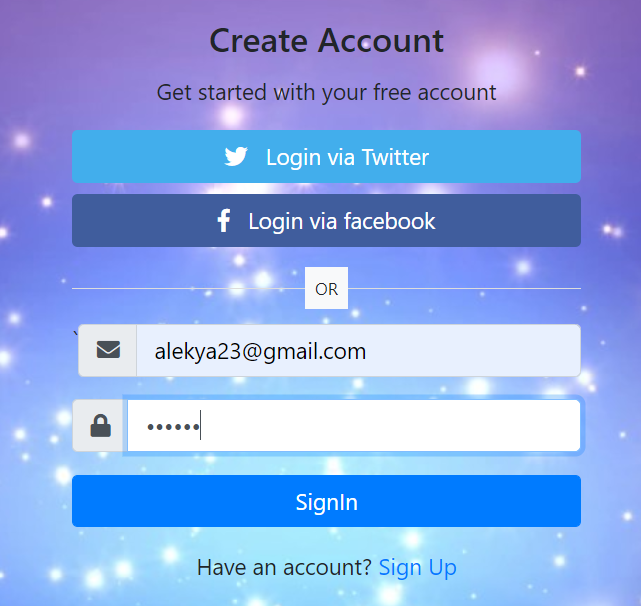 Create Account
Get started with your free account
Login via Twitter
Login via facebook
OR
`
alekya23@gmail.com
••••••
SignIn
Have an account? Sign Up